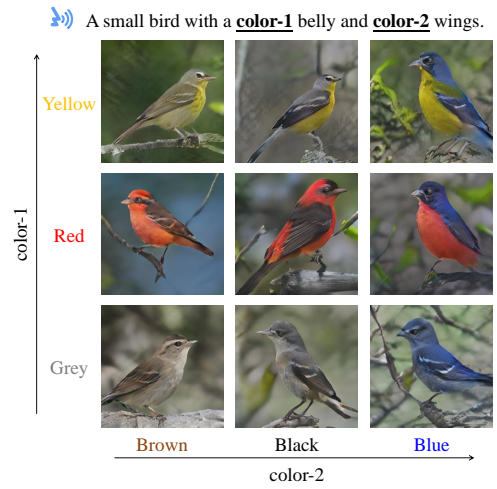 A small bird with a color-1 belly and color-2 wings.
Yellow
color-1
Red
Grey
Brown Black Blue
color-2